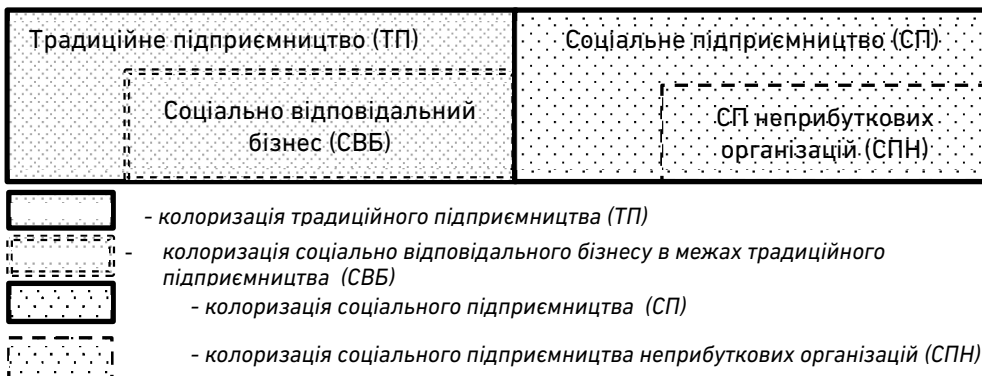 Традиційне підприємництво (ТП)
Соціальне підприємництво (СП)
Соціально відповідальний
бізнес (СВБ)
СП неприбуткових
організацій (СПН)
- колоризація традиційного підприємництва (ТП)
- колоризація соціально відповідального бізнесу в межах традиційного
підприємництва (СВБ)
- колоризація соціального підприємництва (СП)
- колоризація соціального підприємництва неприбуткових організацій (СПН)